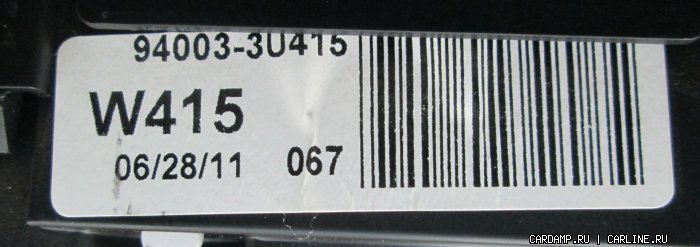 94003-3U415
W415
06/28/11 067
CARDAMP.RU | CARLINE.RU